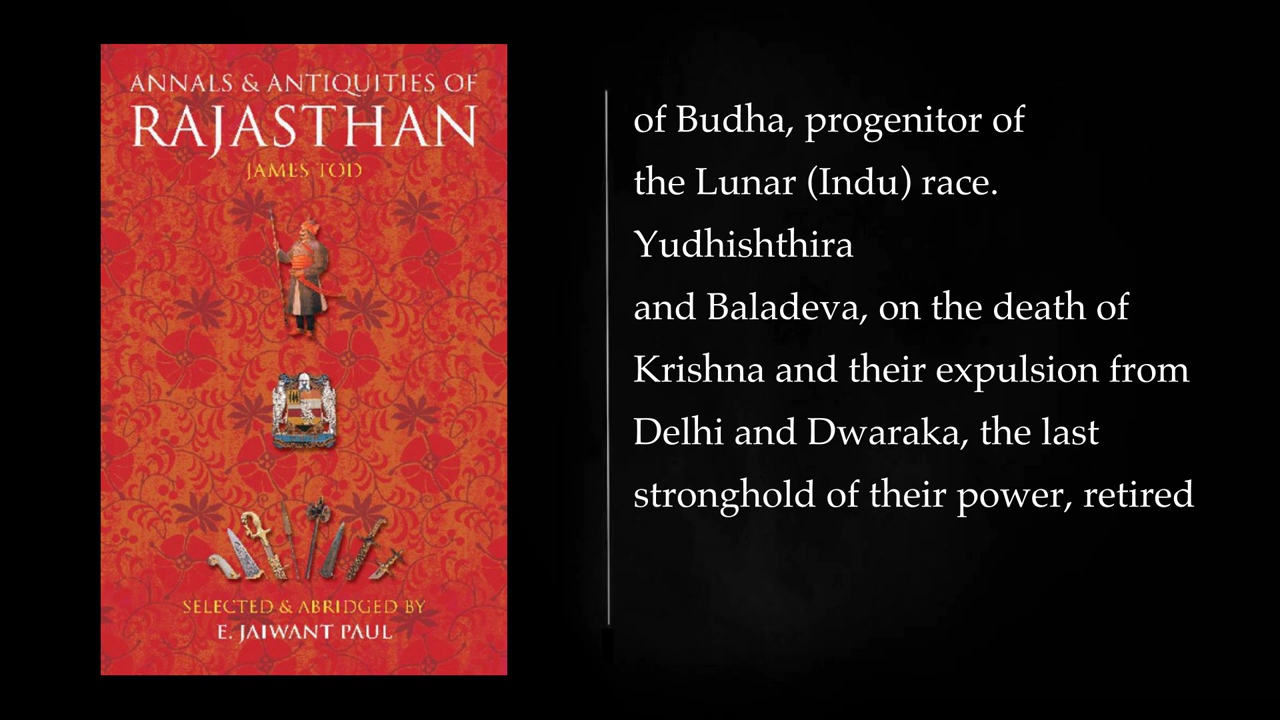 ANNALS & ANTIQUITIES OF
RAJASTHAN
JAMES TOD
SELECTED & ABRIDGED BY
E. JAIWANT PAUL
of Budha, progenitor of
the Lunar (Indu) race.
Yudhishthira
and Baladeva, on the death of
Krishna and their expulsion from
Delhi and Dwaraka, the last
stronghold of their power, retired